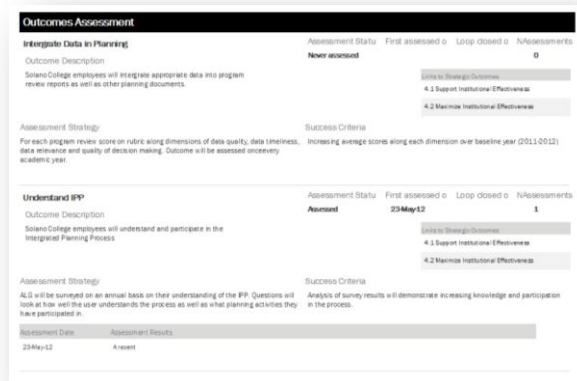 Outcomes Assessment
Intergrate Data in Planning
Assessment Statu First assessed o Loop closed o NAssessments
Never assessed 0
Outcome Description
Solano College employees will intergrate appropriate data into program
review reports as well as other planning documents.
Links to Strategic Outcomes
4.1 Support Institutional Effectiveness
4.2 Maximize Institutional Effectiveness
Assessment Strategy
For each program review score on rubric along dimensions of data quality, data timeliness,
data relevance and quality of decision making. Outcome will be assessed onceevery
academic year.
Success Criteria
Increasing average scores along each dimension over baseline year (2011-2012)
Understand IPP
Assessment Statu First assessed o Loop closed o NAssessments
Assessed 23-May-12 1
Outcome Description
Solano College employees will understand and participate in the
Intergrated Planning Process
Links to Strategic Outcomes
4.1 Support Institutional Effectiveness
4.2 Maximize Institutional Effectiveness
Assessment Strategy
ALG will be surveyed on an annual basis on their understanding of the IPP. Questions will
look at how well the user understands the process as well as what planning activities they
have participated in.
Success Criteria
Analysis of survey results will demonstrate increasing knowledge and participation
in the process.
Assessment Date Assessment Results
23-May-12 A resent